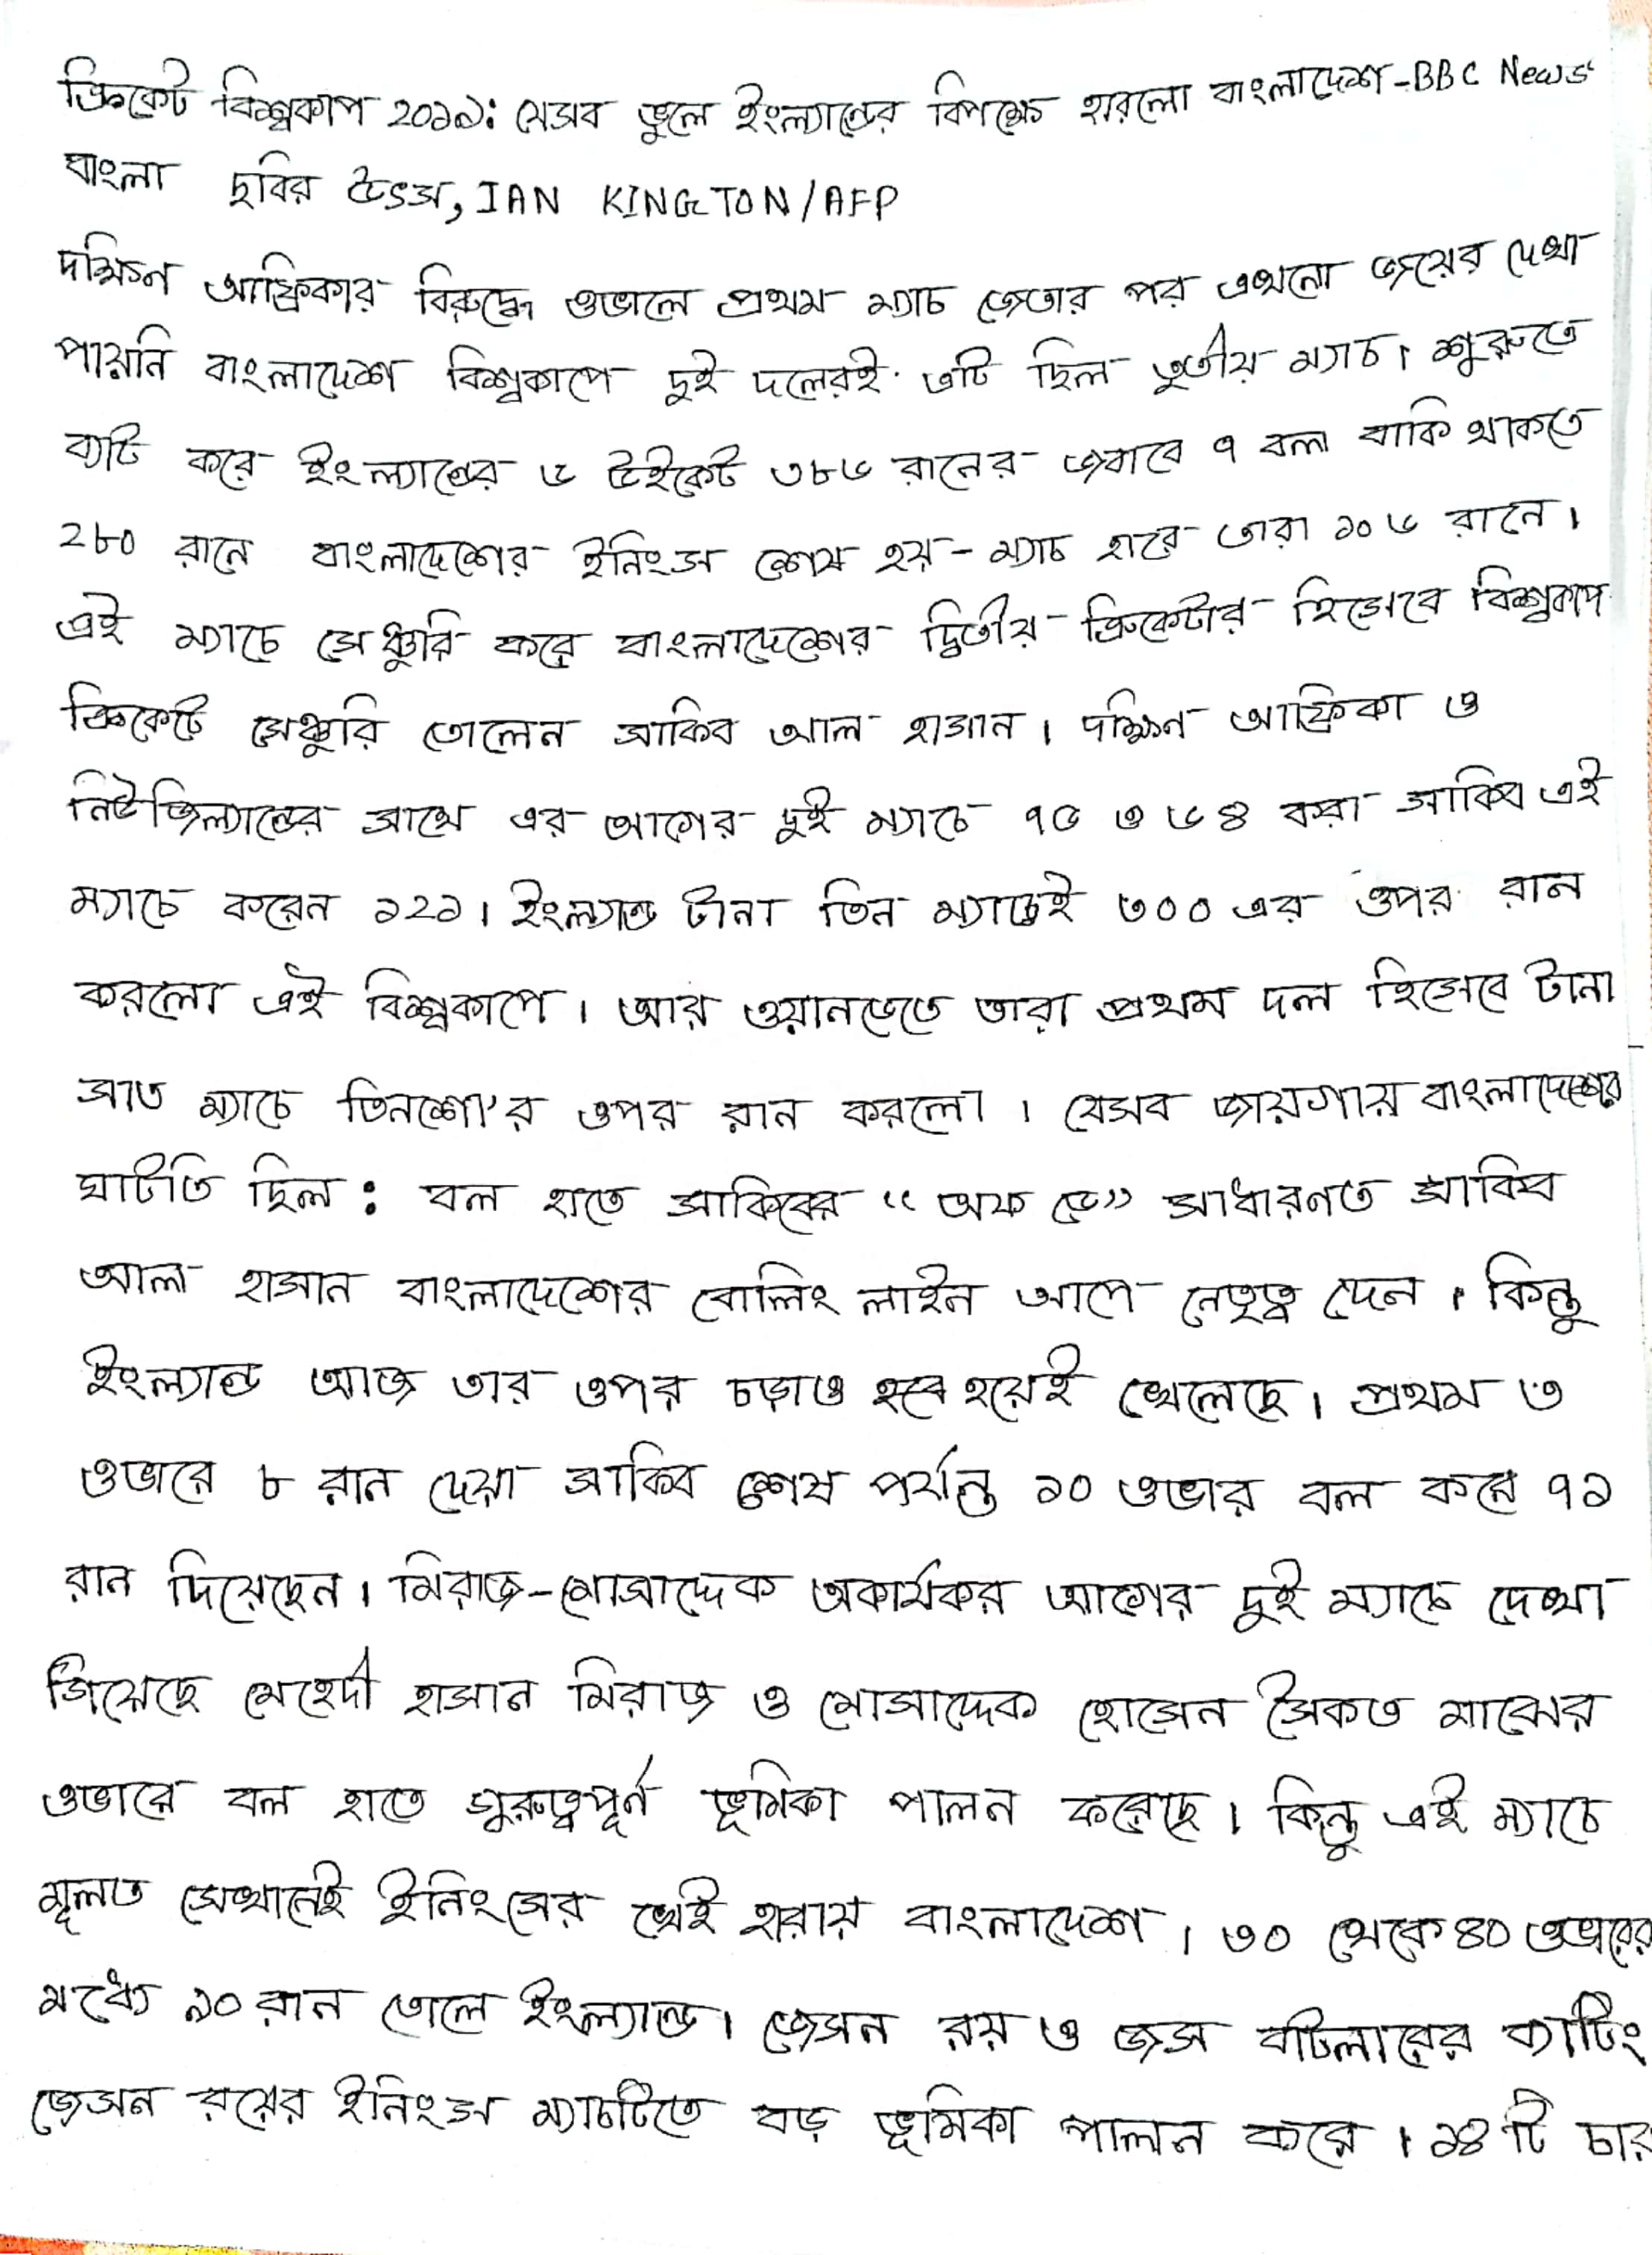 ক্রিকেট বিশ্বকাপ ২০১৯: যেসব ভুলে ইংল্যান্ডের বিপক্ষে হারলো বাংলাদেশ-BBC News
বাংলা ছবির উৎস, IAN KINGTON/AFP
দক্ষিন আফ্রিকার বিরুদ্ধে ওভালে প্রথম ম্যাচ জেতার পর এখনো জয়ের দেখা
পায়নি বাংলাদেশ বিশ্বকাপে দুই দলেরই এটি ছিল তৃতীয় ম্যাচ। শুরুতে
ব্যাট করে ইংল্যান্ডের ৬ উইকেট ৩৮৬ রানের জবাবে ৭ বল বাকি থাকতে
২৮০ রানে বাংলাদেশের ইনিংস শেষ হয় - ম্যাচ হারে তারা ১০৬ রানে।
এই ম্যাচে সেঞ্চুরি করে বাংলাদেশের দ্বিতীয় ক্রিকেটার হিসেবে বিশ্বকাপ
ক্রিকেটে সেঞ্চুরি তোলেন সাকিব আল হাসান। দক্ষিন আফ্রিকা ও
নিউজিল্যান্ডের সাথে এর আগের দুই ম্যাচে ৭৫ ও ৬৪ করা সাকিব এই
ম্যাচে করেন ১২১। ইংল্যান্ড টানা তিন ম্যাচেই ৩০০ এর ওপর রান
করলো এই বিশ্বকাপে। আর ওয়ানডেতে তারা প্রথম দল হিসেবে টানা
সাত ম্যাচে তিনশো'র ওপর রান করলো। যেসব জায়গায় বাংলাদেশের
ঘাটতি ছিল: বল হাতে সাকিবের "অফ ডে" সাধারনত সাকিব
আল হাসান বাংলাদেশের বোলিং লাইন আপে নেতৃত্ব দেন। কিন্তু
ইংল্যান্ড আজ তার ওপর চড়াও হয়েই খেলেছে। প্রথম ৩
ওভারে ৮ রান দেয়া সাকিব শেষ পর্যন্ত ১০ ওভার বল করে ৭১
রান দিয়েছেন। মিরাজ-মোসাদ্দেক অকার্যকর আগের দুই ম্যাচে দেখা
গিয়েছে মেহেদী হাসান মিরাজ ও মোসাদ্দেক হোসেন সৈকত মাঝের
ওভারে বল হাতে গুরুত্বপূর্ন ভূমিকা পালন করেছে। কিন্তু এই ম্যাচে
মূলত সেখানেই ইনিংসের খেই হারায় বাংলাদেশ। ৩০ থেকে ৪০ ওভারের
মধ্যে ৯০ রান তোলে ইংল্যান্ড। জেসন রয় ও জস বাটলারের ব্যাটিং
জেসন রয়ের ইনিংস ম্যাচটিতে বড় ভূমিকা পালন করে। ১৪ টি চার